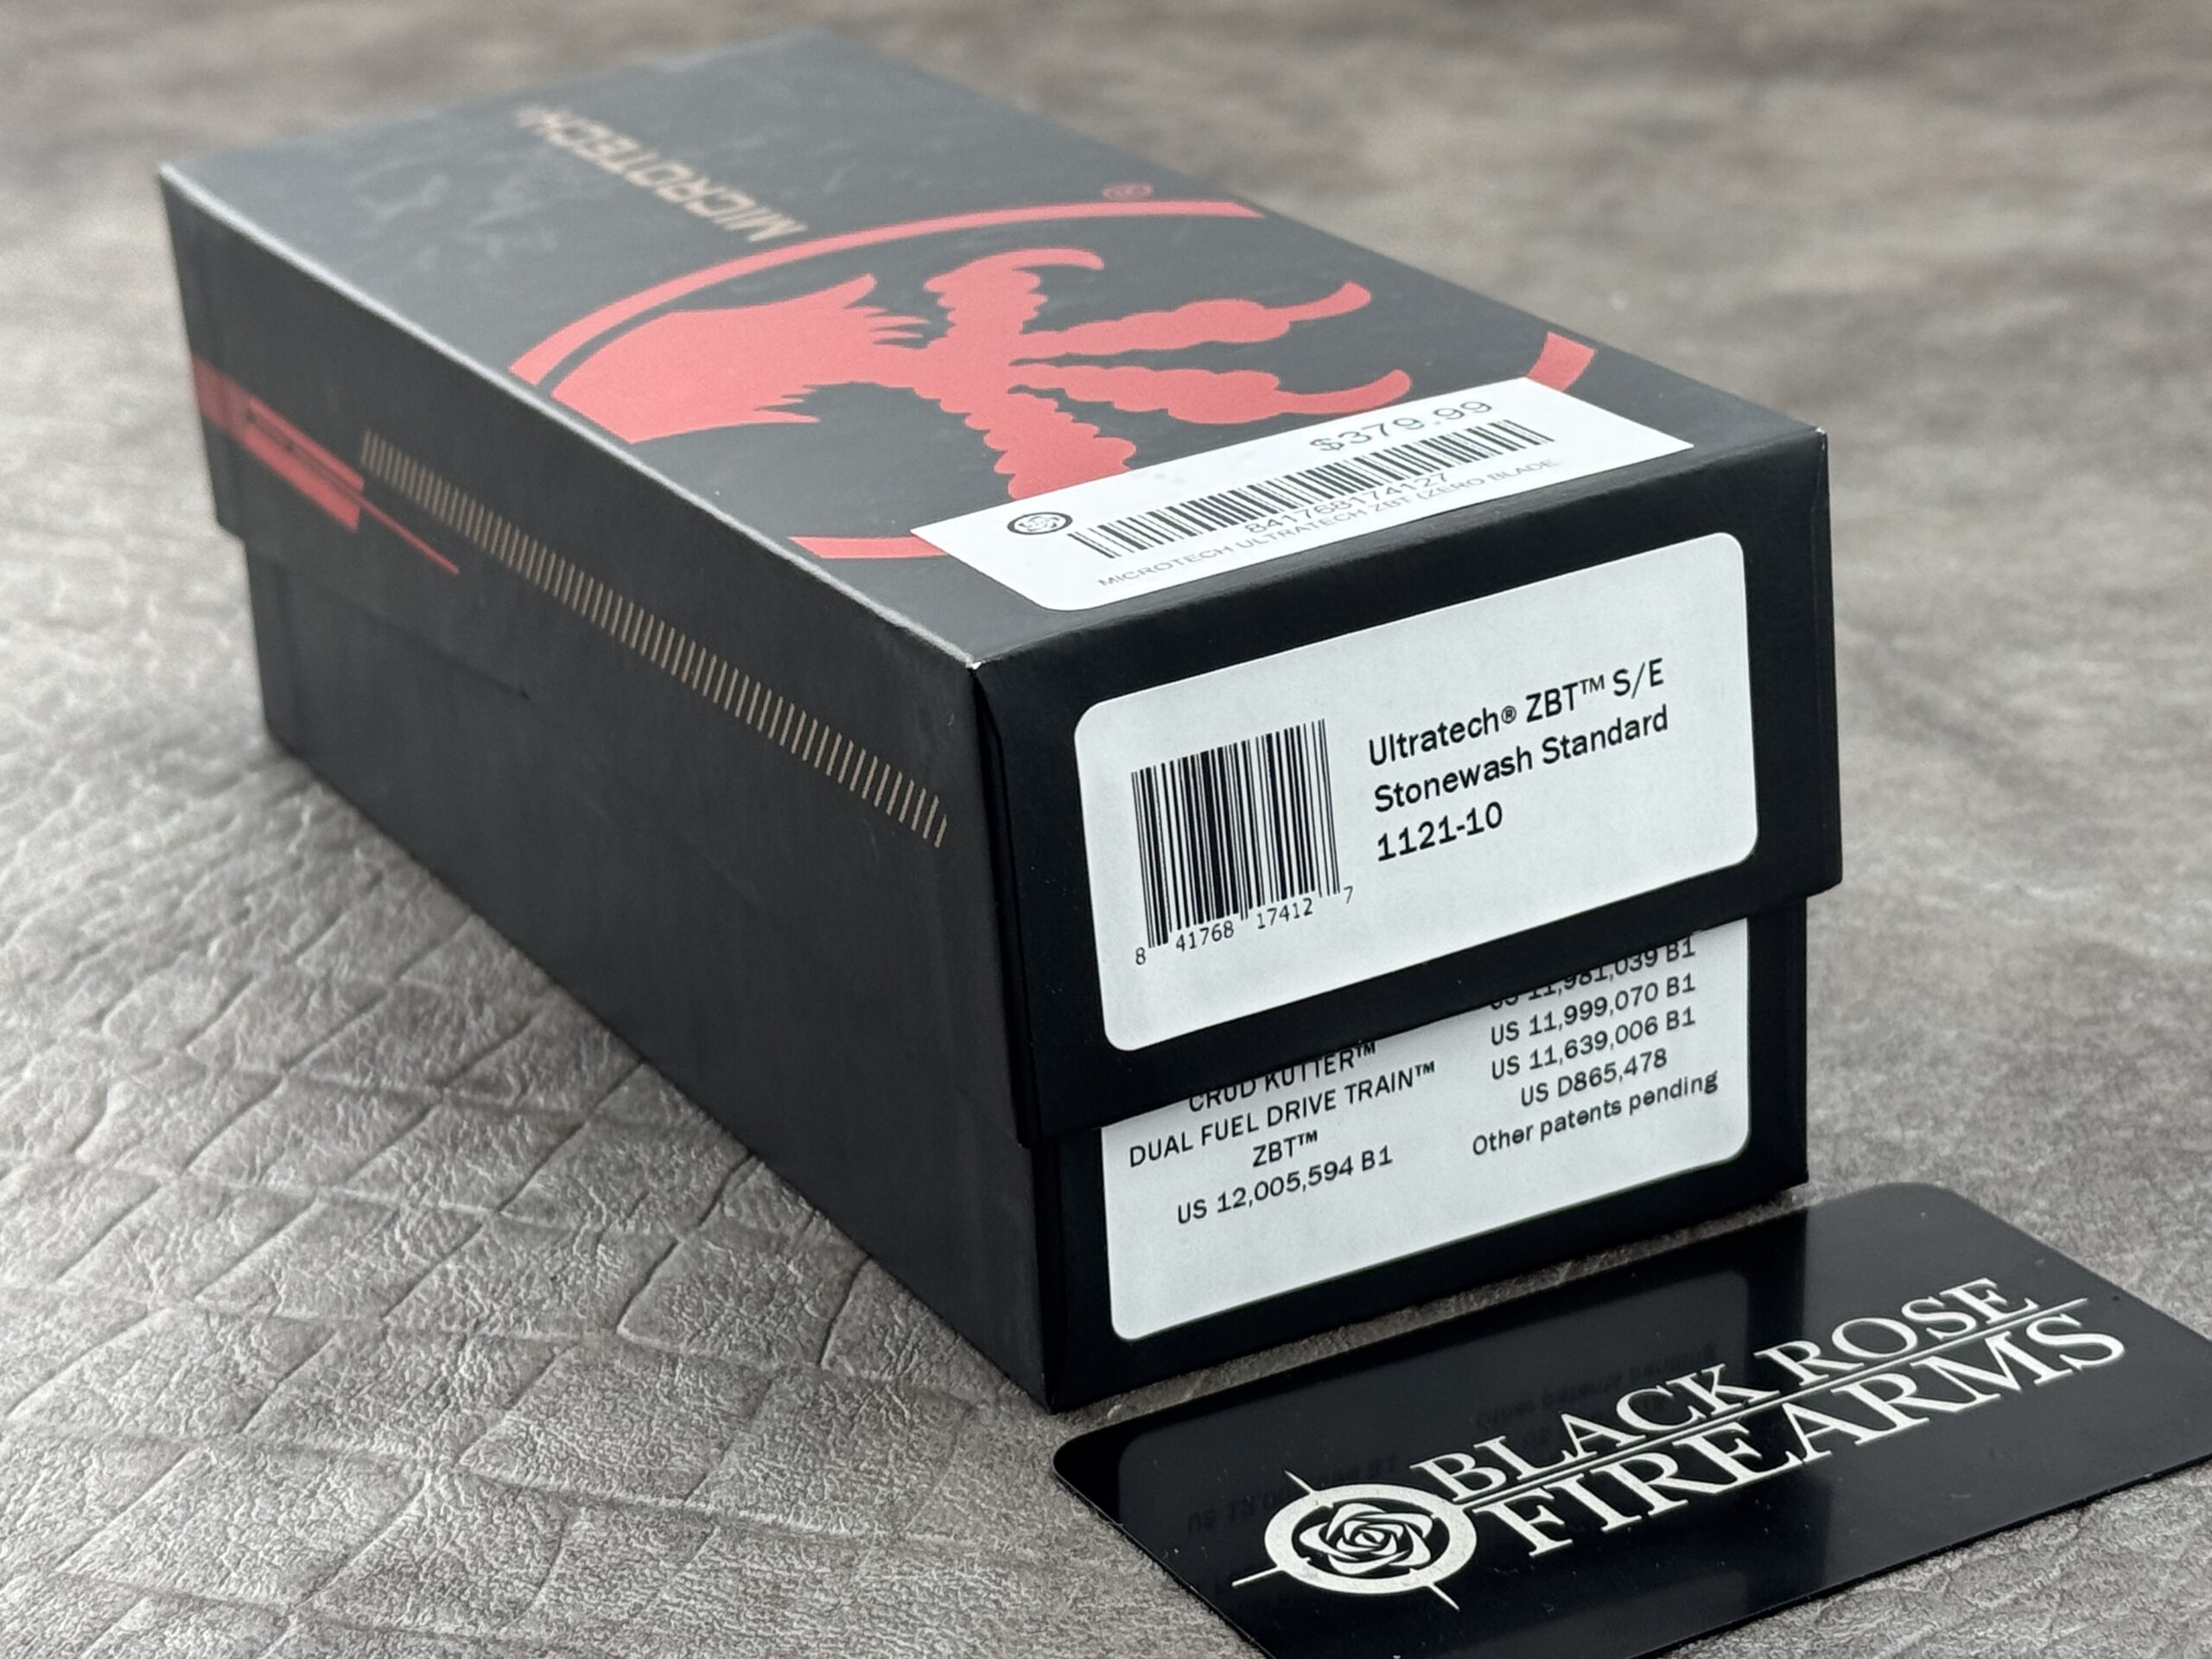 MICROTECH®
®
$379.99
841768174127
MICROTECH ULTRATECH ZBT (ZERO BLADE
Ultratech® ZBT™ S/E
Stonewash Standard
1121-10
8 41768 17412 7
CRUD KUTTER™
DUAL FUEL DRIVE TRAIN™
ZBT™
US 12,005,594 B1
US 11,981,039 B1
US 11,999,070 B1
US 11,639,006 B1
US D865,478
Other patents pending
BLACK ROSE
FIREARMS